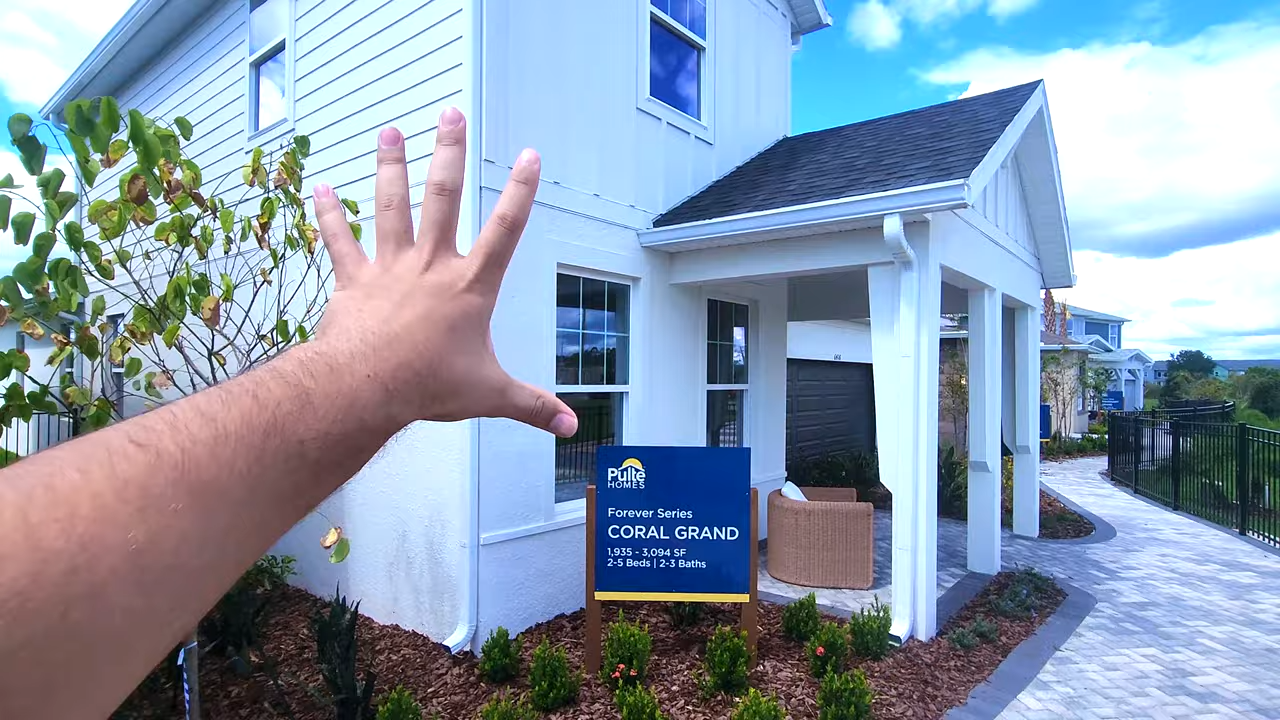 Pulte
HOMES
Forever Series
CORAL GRAND
1,935 - 3,094 SF
2-5 Beds | 2-3 Baths